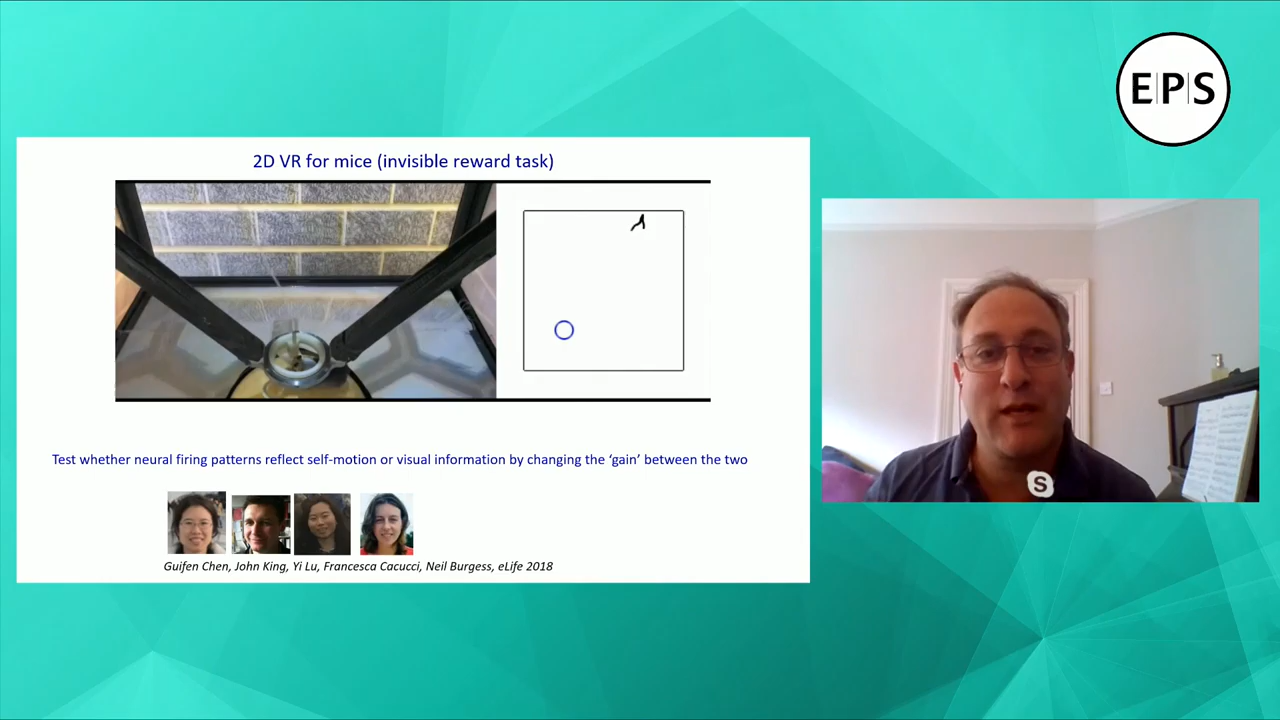 E|P|S
2D VR for mice (invisible reward task)
Test whether neural firing patterns reflect self-motion or visual information by changing the ‘gain’ between the two
Guifen Chen, John King, Yi Lu, Francesca Cacucci, Neil Burgess, eLife 2018
S